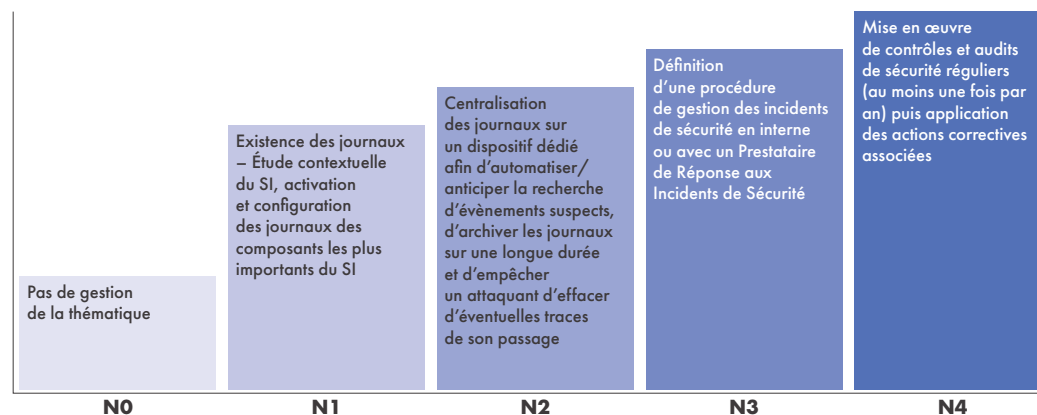 Pas de gestion
de la thématique
Existence des journaux
– Étude contextuelle
du SI, activation
et configuration
des journaux des
composants les plus
importants du SI
Centralisation
des journaux sur
un dispositif dédié
afin d'automatiser/
anticiper la recherche
d'évènements suspects,
d'archiver les journaux
sur une longue durée
et d'empêcher
un attaquant d'effacer
d'éventuelles traces
de son passage
Définition
d'une procédure
de gestion des incidents
de sécurité en interne
ou avec un Prestataire
de Réponse aux
Incidents de Sécurité
Mise en œuvre
de contrôles et audits
de sécurité réguliers
(au moins une fois par
an) puis application
des actions correctives
associées
N0
N1
N2
N3
N4